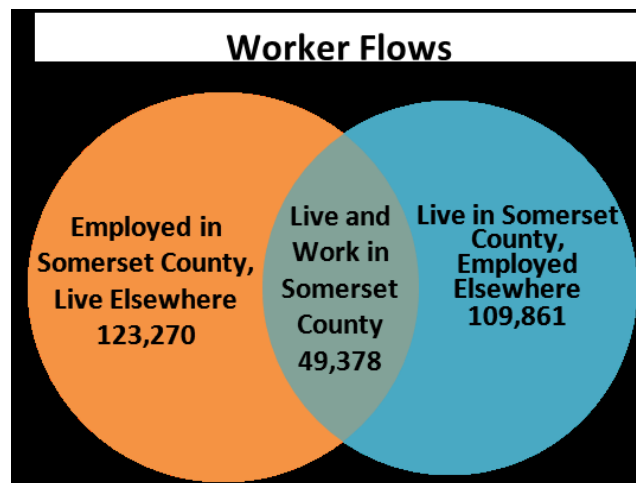 Worker Flows
Employed in
Somerset County,
Live Elsewhere
123,270
Live and
Work in
Somerset
County
49,378
Live in Somerset
County,
Employed
Elsewhere
109,861